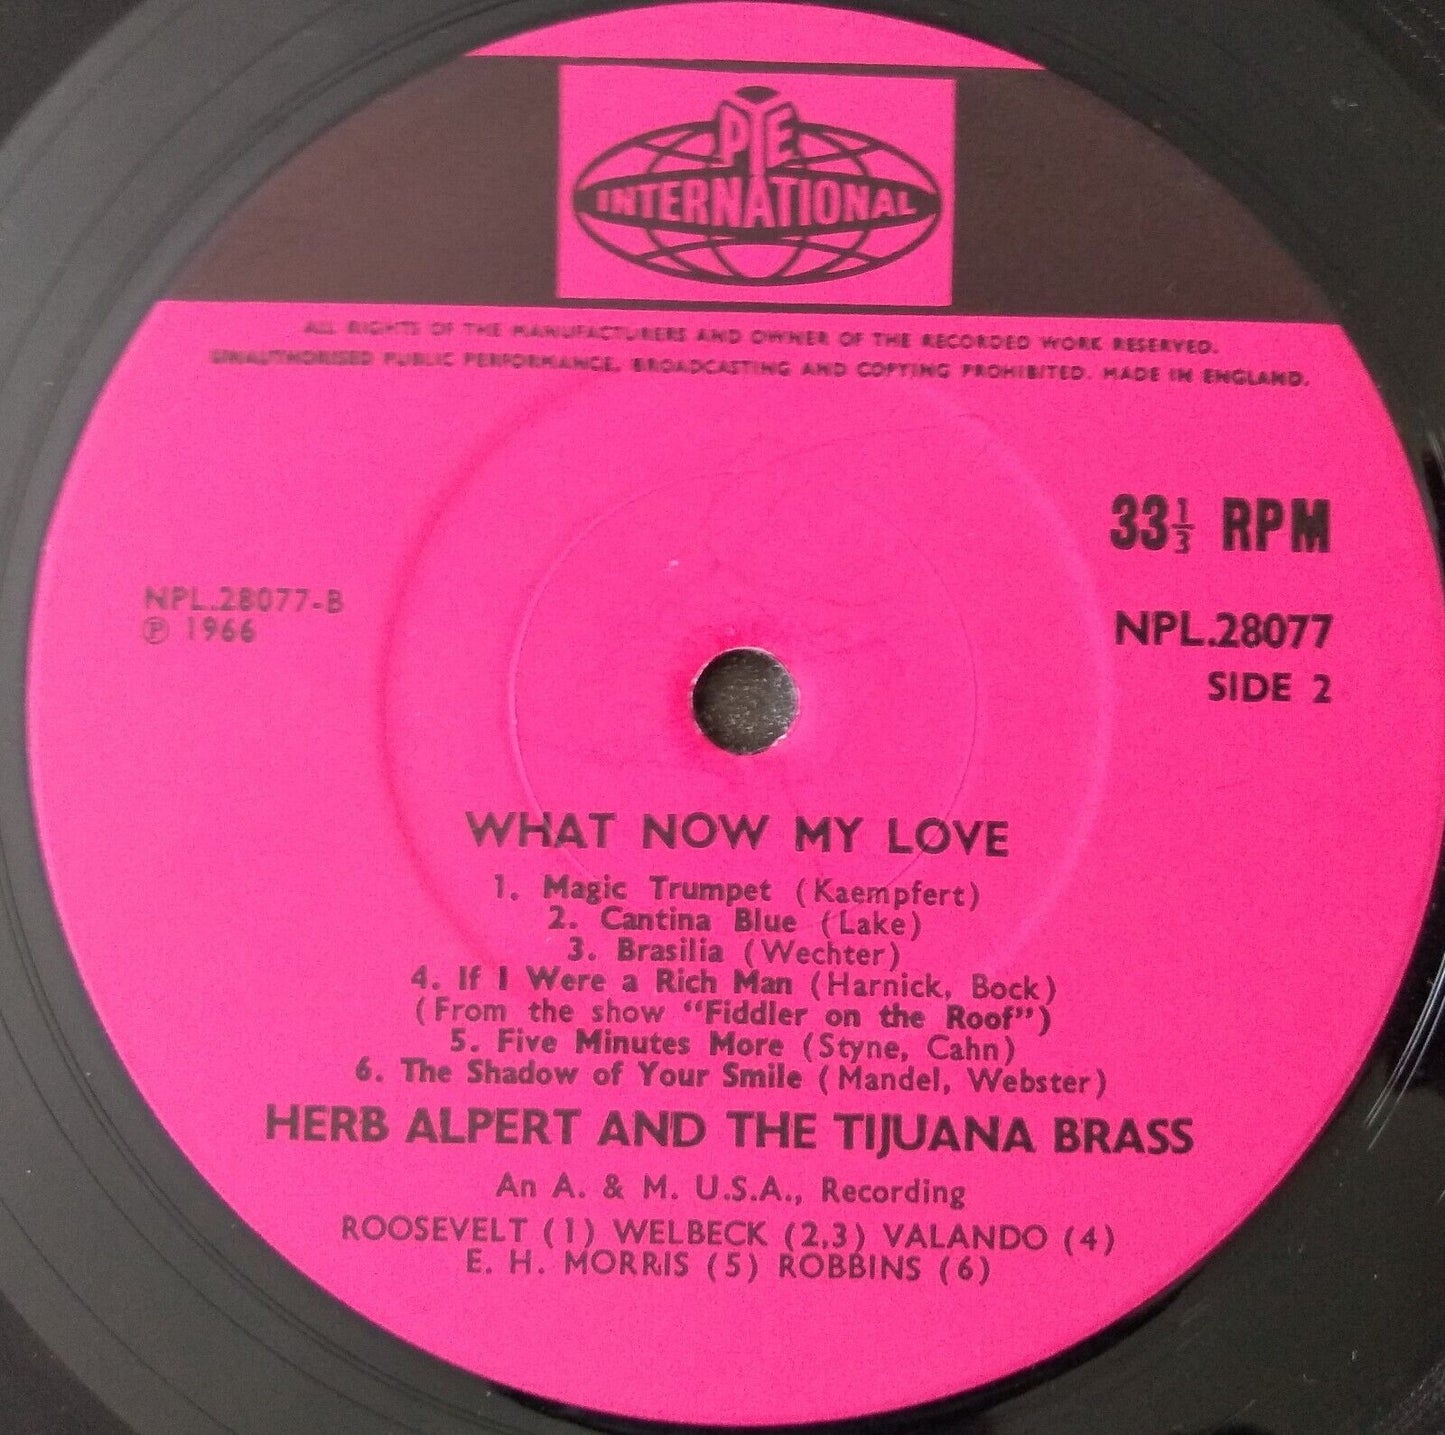 PYE
INTERNATIONAL
ALL RIGHTS OF THE MANUFACTURERS AND OWNER OF THE RECORDED WORK RESERVED.
UNAUTHORISED PUBLIC PERFORMANCE, BROADCASTING AND COPYING PROHIBITED. MADE IN ENGLAND.
33⅓ RPM
NPL.28077-B
℗ 1966
NPL.28077
SIDE 2
WHAT NOW MY LOVE
1. Magic Trumpet (Kaempfert)
2. Cantina Blue (Lake)
3. Brasilia (Wechter)
4. If I Were a Rich Man (Harnick, Bock)
(From the show “Fiddler on the Roof”)
5. Five Minutes More (Styne, Cahn)
6. The Shadow of Your Smile (Mandel, Webster)
HERB ALPERT AND THE TIJUANA BRASS
An A. & M. U.S.A., Recording
ROOSEVELT (1) WELBECK (2,3) VALANDO (4)
E. H. MORRIS (5) ROBBINS (6)